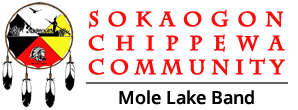 SOKAOGON
CHIPPEWA
COMMUNITY
Mole Lake Band